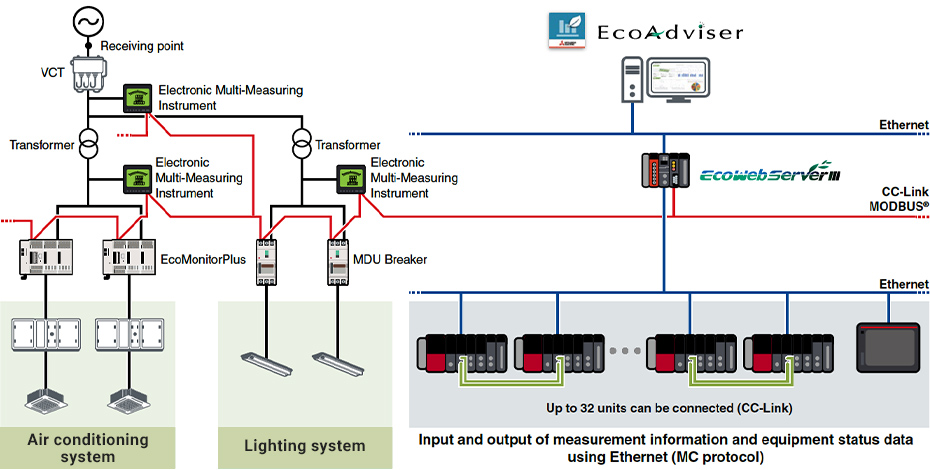 Receiving point
VCT
Electronic Multi-Measuring
Instrument
Transformer
Transformer
Electronic
Multi-Measuring
Instrument
Electronic
Multi-Measuring
Instrument
EcoMonitorPlus
MDU Breaker
Air conditioning
system
Lighting system
EcoAdviser
Ethernet
EcoWebServerIII
CC-Link
MODBUS®
Ethernet
Up to 32 units can be connected (CC-Link)
Input and output of measurement information and equipment status data
using Ethernet (MC protocol)